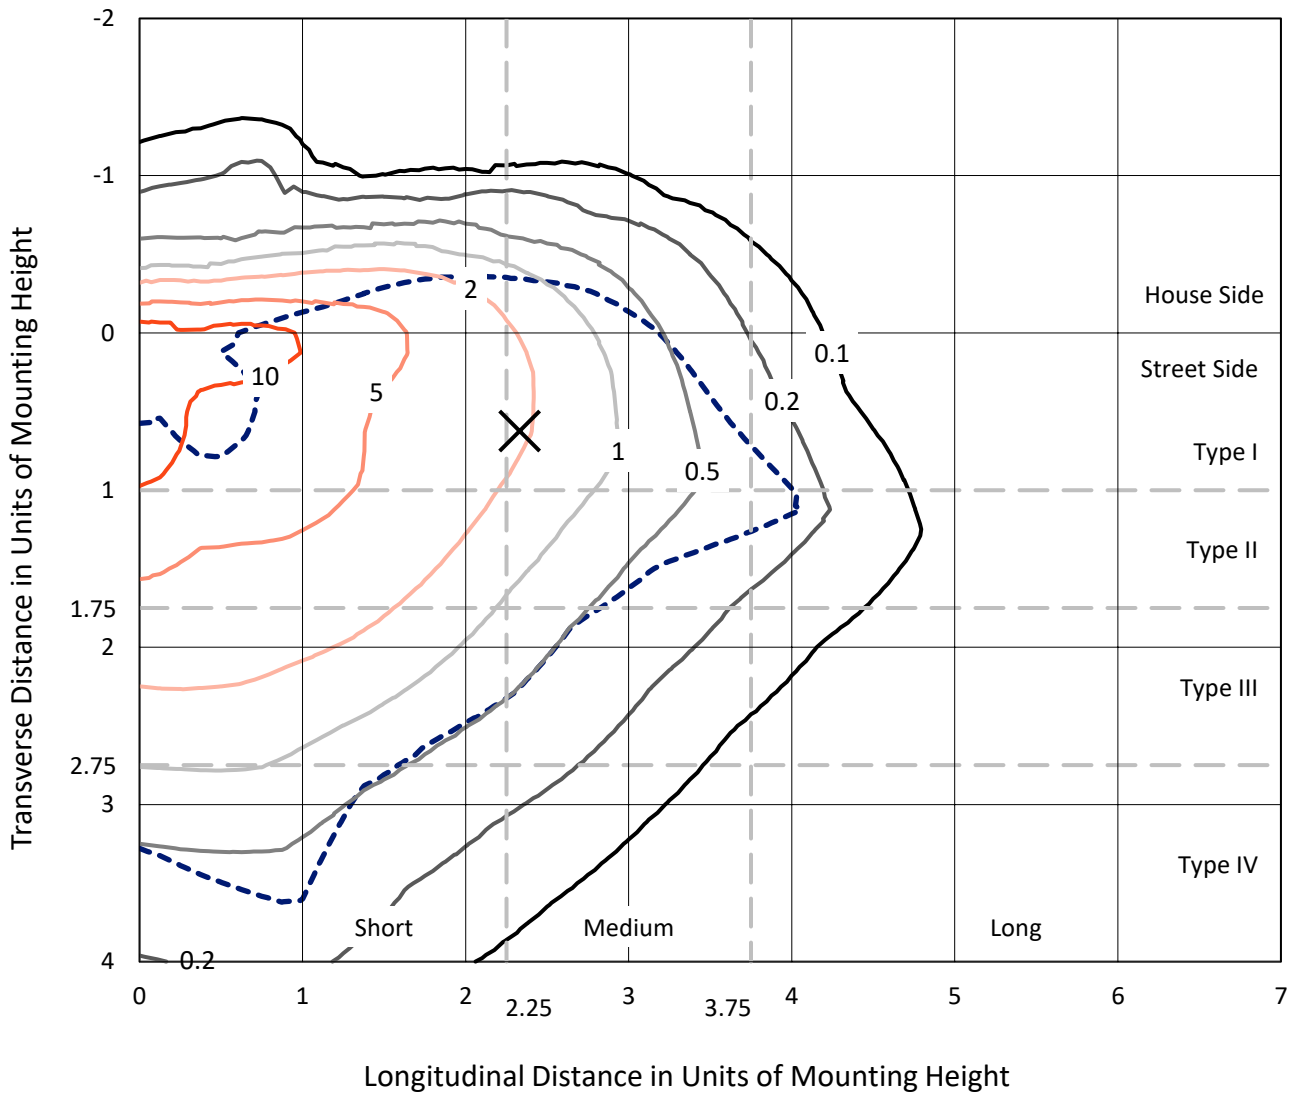 -2
-1
House Side
2
0
0.1
Street Side
10
5
0.2
Type I
1
0.5
1
Type II
1.75
2
Type III
2.75
3
Type IV
Short
Medium
Long
4
0.2
0
1
2
2.25
3
3.75
4
5
6
7
Transverse Distance in Units of Mounting Height
Longitudinal Distance in Units of Mounting Height